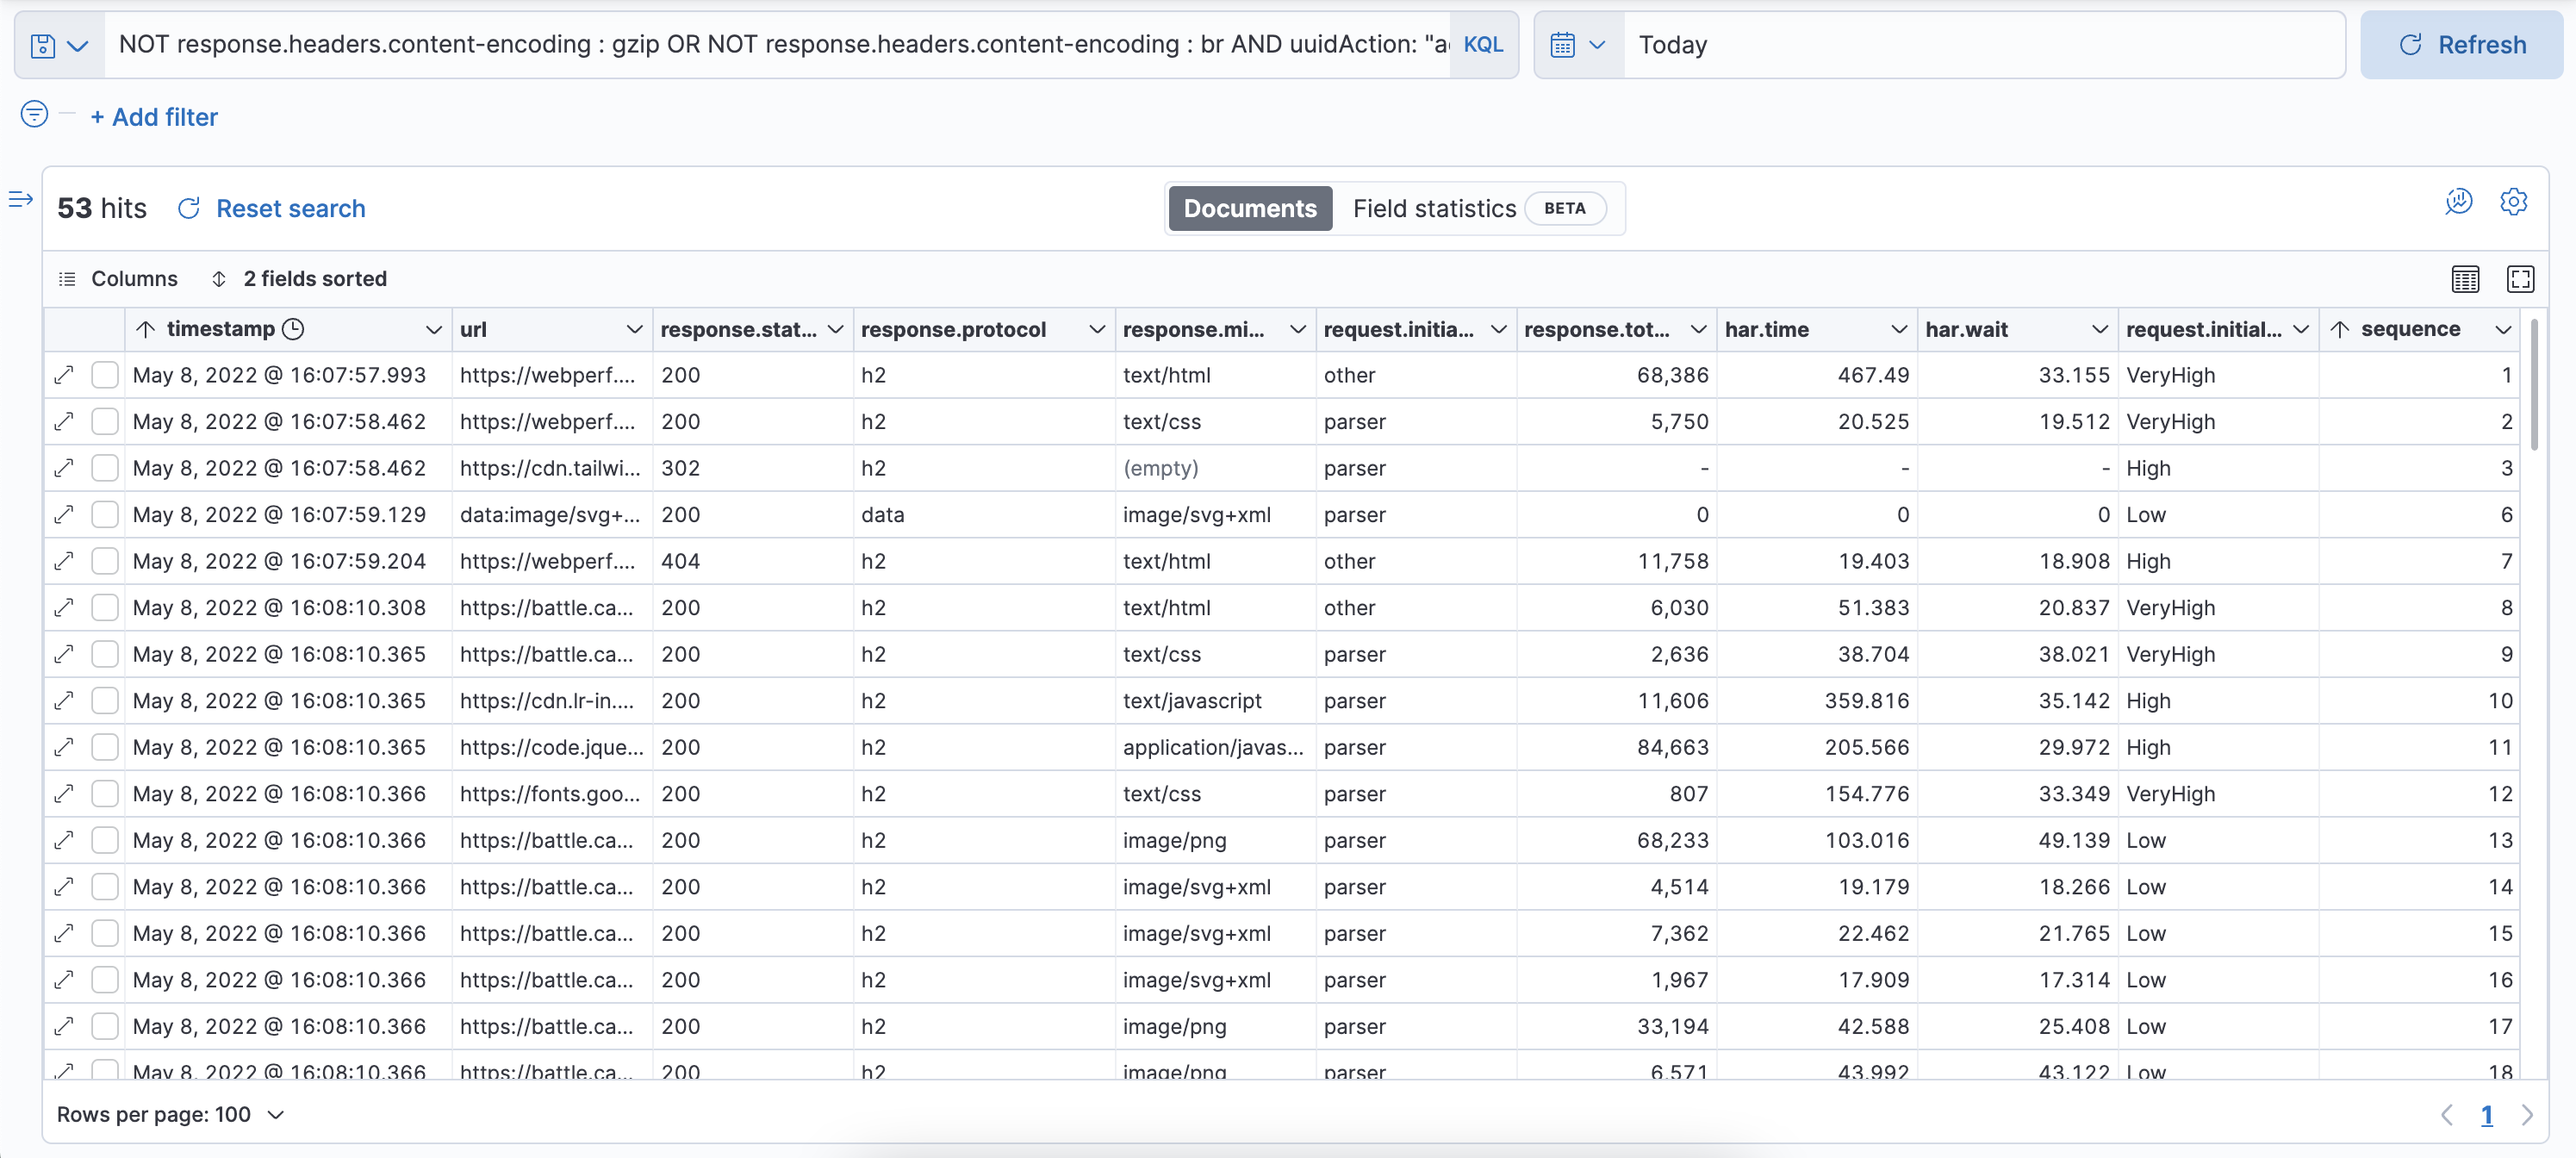 NOT response.headers.content-encoding : gzip OR NOT response.headers.content-encoding : br AND uuidAction: "a KQL Today Refresh
+ Add filter
53 hits Reset search Documents Field statistics BETA
Columns 2 fields sorted
timestamp url response.stat... response.protocol response.mi... request.initia... response.tot... har.time har.wait request.initial... sequence
May 8, 2022 @ 16:07:57.993 https://webperf.... 200 h2 text/html other 68,386 467.49 33.155 VeryHigh 1
May 8, 2022 @ 16:07:58.462 https://webperf.... 200 h2 text/css parser 5,750 20.525 19.512 VeryHigh 2
May 8, 2022 @ 16:07:58.462 https://cdn.tailwi... 302 h2 (empty) parser - - - High 3
May 8, 2022 @ 16:07:59.129 data:image/svg+... 200 data image/svg+xml parser 0 0 0 Low 6
May 8, 2022 @ 16:07:59.204 https://webperf.... 404 h2 text/html other 11,758 19.403 18.908 High 7
May 8, 2022 @ 16:08:10.308 https://battle.ca... 200 h2 text/html other 6,030 51.383 20.837 VeryHigh 8
May 8, 2022 @ 16:08:10.365 https://battle.ca... 200 h2 text/css parser 2,636 38.704 38.021 VeryHigh 9
May 8, 2022 @ 16:08:10.365 https://cdn.lr-in.... 200 h2 text/javascript parser 11,606 359.816 35.142 High 10
May 8, 2022 @ 16:08:10.365 https://code.jque... 200 h2 application/javas... parser 84,663 205.566 29.972 High 11
May 8, 2022 @ 16:08:10.366 https://fonts.goo... 200 h2 text/css parser 807 154.776 33.349 VeryHigh 12
May 8, 2022 @ 16:08:10.366 https://battle.ca... 200 h2 image/png parser 68,233 103.016 49.139 Low 13
May 8, 2022 @ 16:08:10.366 https://battle.ca... 200 h2 image/svg+xml parser 4,514 19.179 18.266 Low 14
May 8, 2022 @ 16:08:10.366 https://battle.ca... 200 h2 image/svg+xml parser 7,362 22.462 21.765 Low 15
May 8, 2022 @ 16:08:10.366 https://battle.ca... 200 h2 image/svg+xml parser 1,967 17.909 17.314 Low 16
May 8, 2022 @ 16:08:10.366 https://battle.ca... 200 h2 image/png parser 33,194 42.588 25.408 Low 17
May 8, 2022 @ 16:08:10.366 https://battle.ca... 200 h2 image/png parser 6,571 43.992 43.122 Low 18
Rows per page: 100 1